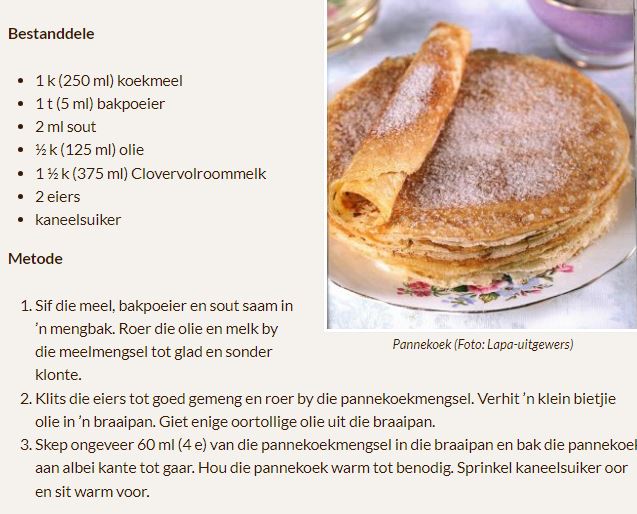 Bestanddele
1 k (250 ml) koekmeel
1 t (5 ml) bakpoeier
2 ml sout
½ k (125 ml) olie
1 ½ k (375 ml) Clovervolroommelk
2 eiers
kaneelsuiker
Metode
1. Sif die meel, bakpoeier en sout saam in
’n mengbak. Roer die olie en melk by
die meelmengsel tot glad en sonder
klonte.
Pannekoek (Foto: Lapa-uitgewers)
2. Klits die eiers tot goed gemeng en roer by die pannekoekmengsel. Verhit ’n klein bietjie
olie in ’n braaipan. Giet enige oortollige olie uit die braaipan.
3. Skep ongeveer 60 ml (4 e) van die pannekoekmengsel in die braaipan en bak die pannekoek
aan albei kante tot gaar. Hou die pannekoek warm tot benodig. Sprinkel kaneelsuiker oor
en sit warm voor.